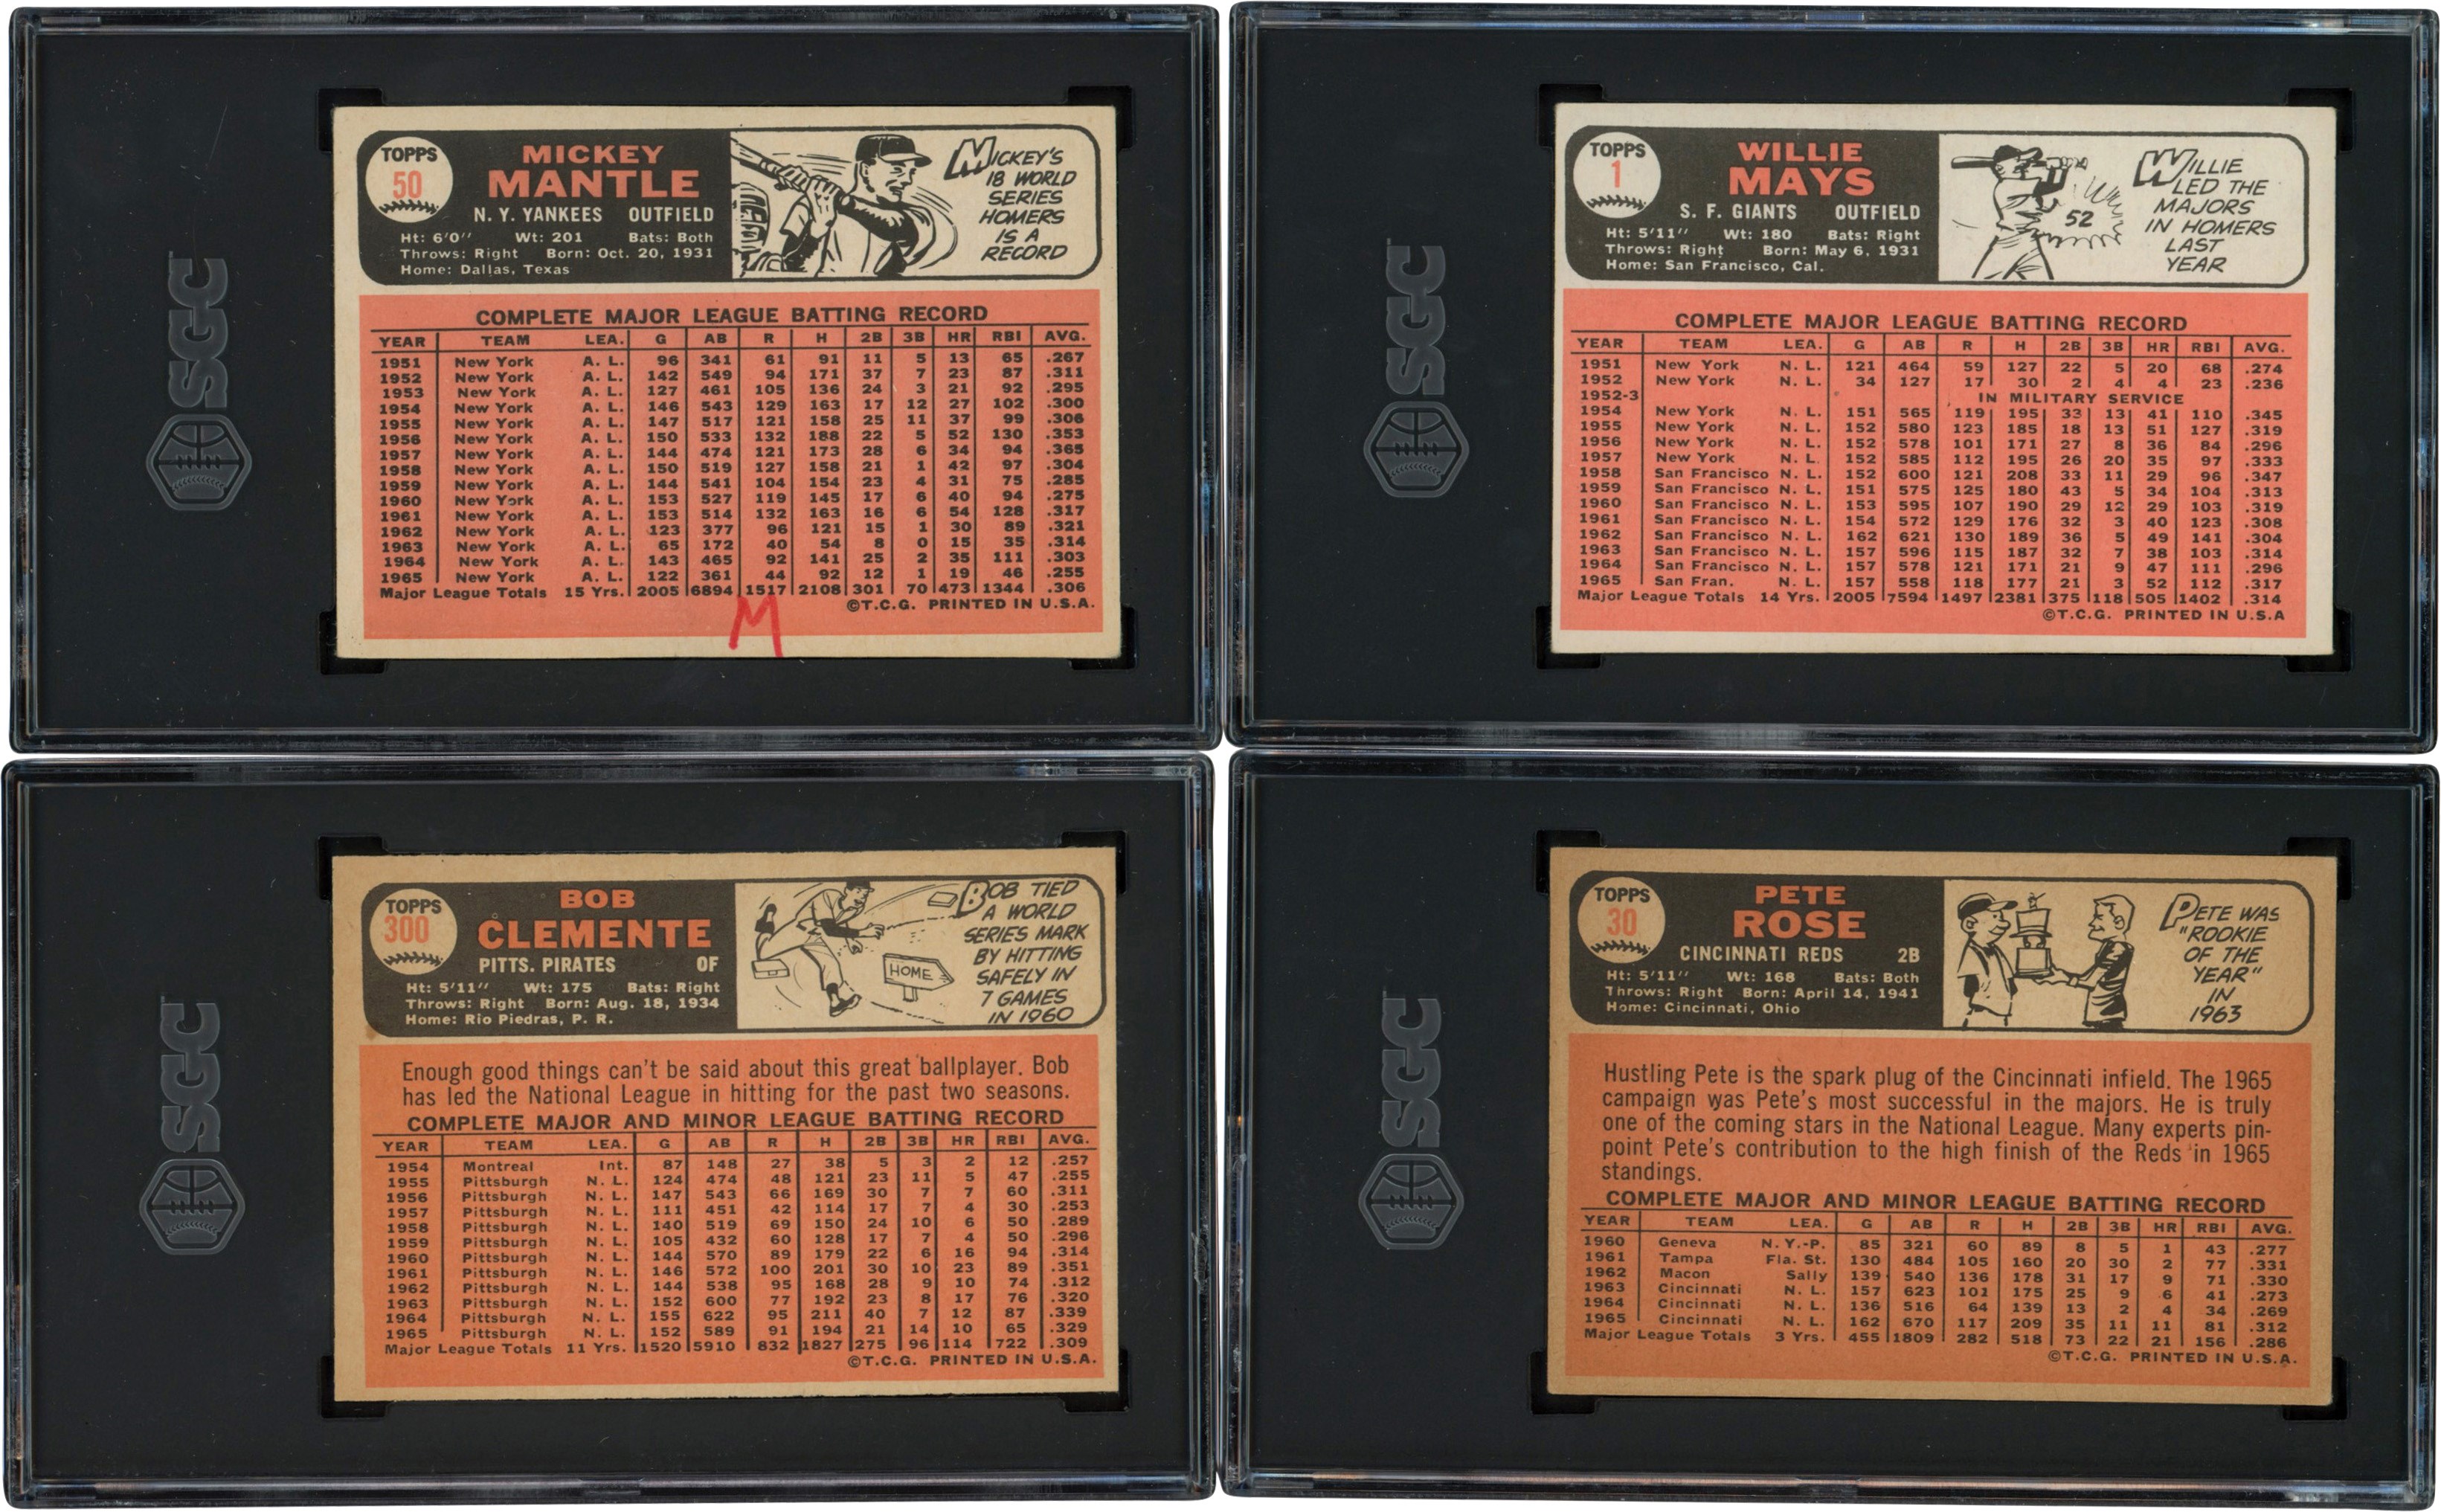 SGC
TOPPS
50
MICKEY
MANTLE
N. Y. YANKEES OUTFIELD
Ht: 6'0" Wt: 201 Bats: Both
Throws: Right Born: Oct. 20, 1931
Home: Dallas, Texas
MICKEY'S
18 WORLD
SERIES
HOMERS
IS A
RECORD
COMPLETE MAJOR LEAGUE BATTING RECORD
YEAR TEAM LEA. G AB R H 2B 3B HR RBI AVG.
1951 New York A. L. 96 341 61 91 11 5 13 65 .267
1952 New York A. L. 142 549 94 171 37 7 23 87 .311
1953 New York A. L. 127 461 105 136 24 3 21 92 .295
1954 New York A. L. 146 543 129 163 17 12 27 102 .300
1955 New York A. L. 147 517 121 158 25 11 37 99 .306
1956 New York A. L. 150 533 132 188 22 5 52 130 .353
1957 New York A. L. 144 474 121 173 28 6 34 94 .365
1958 New York A. L. 150 519 127 158 21 1 42 97 .304
1959 New York A. L. 144 541 104 154 23 4 31 75 .285
1960 New York A. L. 153 527 119 145 17 6 40 94 .275
1961 New York A. L. 153 514 132 163 16 6 54 128 .317
1962 New York A. L. 123 377 96 121 15 1 30 89 .321
1963 New York A. L. 65 172 40 54 8 0 15 35 .314
1964 New York A. L. 143 465 92 141 25 2 35 111 .303
1965 New York A. L. 122 361 44 92 12 1 19 46 .255
Major League Totals 15 Yrs. 2005 6894 1517 2108 301 70 473 1344 .306
©T.C.G. PRINTED IN U.S.A.
M
SGC
TOPPS
1
WILLIE
MAYS
S. F. GIANTS OUTFIELD
Ht: 5'11" Wt: 180 Bats: Right
Throws: Right Born: May 6, 1931
Home: San Francisco, Cal.
52
WILLIE
LED THE
MAJORS
IN HOMERS
LAST
YEAR
COMPLETE MAJOR LEAGUE BATTING RECORD
YEAR TEAM LEA. G AB R H 2B 3B HR RBI AVG.
1951 New York N. L. 121 464 59 127 22 5 20 68 .274
1952 New York N. L. 34 127 17 30 2 4 4 23 .236
1952-3 IN MILITARY SERVICE
1954 New York N. L. 151 565 119 195 33 13 41 110 .345
1955 New York N. L. 152 580 123 185 18 13 51 127 .319
1956 New York N. L. 152 578 101 171 27 8 36 84 .296
1957 New York N. L. 152 585 112 195 26 20 35 97 .333
1958 San Francisco N. L. 152 600 121 208 33 11 29 96 .347
1959 San Francisco N. L. 151 575 125 180 43 5 34 104 .313
1960 San Francisco N. L. 153 595 107 190 29 12 29 103 .319
1961 San Francisco N. L. 154 572 129 176 32 3 40 123 .308
1962 San Francisco N. L. 162 621 130 189 36 5 49 141 .304
1963 San Francisco N. L. 157 596 115 187 32 7 38 103 .314
1964 San Francisco N. L. 157 578 121 171 21 9 47 111 .296
1965 San Fran. N. L. 157 558 118 177 21 3 52 112 .317
Major League Totals 14 Yrs. 2005 7594 1497 2381 375 118 505 1402 .314
©T.C.G. PRINTED IN U.S.A
SGC
TOPPS
300
BOB
CLEMENTE
PITTS. PIRATES OF
Ht: 5'11" Wt: 175 Bats: Right
Throws: Right Born: Aug. 18, 1934
Home: Rio Piedras, P. R.
HOME
BOB TIED
A WORLD
SERIES MARK
BY HITTING
SAFELY IN
7 GAMES
IN 1960
Enough good things can't be said about this great ballplayer. Bob
has led the National League in hitting for the past two seasons.
COMPLETE MAJOR AND MINOR LEAGUE BATTING RECORD
YEAR TEAM LEA. G AB R H 2B 3B HR RBI AVG.
1954 Montreal Int. 87 148 27 38 5 3 2 12 .257
1955 Pittsburgh N. L. 124 474 48 121 23 11 5 47 .255
1956 Pittsburgh N. L. 147 543 66 169 30 7 7 60 .311
1957 Pittsburgh N. L. 111 451 42 114 17 7 4 30 .253
1958 Pittsburgh N. L. 140 519 69 150 24 10 6 50 .289
1959 Pittsburgh N. L. 105 432 60 128 17 7 4 50 .296
1960 Pittsburgh N. L. 144 570 89 179 22 6 16 94 .314
1961 Pittsburgh N. L. 146 572 100 201 30 10 23 89 .351
1962 Pittsburgh N. L. 144 538 95 168 28 9 10 74 .312
1963 Pittsburgh N. L. 152 600 77 192 23 8 17 76 .320
1964 Pittsburgh N. L. 155 622 95 211 40 7 12 87 .339
1965 Pittsburgh N. L. 152 589 91 194 21 14 10 65 .329
Major League Totals 11 Yrs. 1520 5910 832 1827 275 96 114 722 .309
©T.C.G. PRINTED IN U.S.A.
SGC
TOPPS
30
PETE
ROSE
CINCINNATI REDS 2B
Ht: 5'11" Wt: 168 Bats: Both
Throws: Right Born: April 14, 1941
Home: Cincinnati, Ohio
PETE WAS
"ROOKIE
OF THE
YEAR"
IN
1963
Hustling Pete is the spark plug of the Cincinnati infield. The 1965
campaign was Pete's most successful in the majors. He is truly
one of the coming stars in the National League. Many experts pin-
point Pete's contribution to the high finish of the Reds in 1965
standings.
COMPLETE MAJOR AND MINOR LEAGUE BATTING RECORD
YEAR TEAM LEA. G AB R H 2B 3B HR RBI AVG.
1960 Geneva N.Y.-P. 85 321 60 89 8 5 1 43 .277
1961 Tampa Fla. St. 130 484 105 160 20 30 2 77 .331
1962 Macon Sally 139 540 136 178 31 17 9 71 .330
1963 Cincinnati N. L. 157 623 101 175 25 9 6 41 .273
1964 Cincinnati N. L. 136 516 64 139 13 2 4 34 .269
1965 Cincinnati N. L. 162 670 117 209 35 11 11 81 .312
Major League Totals 3 Yrs. 455 1809 282 518 73 22 21 156 .286
©T.C.G. PRINTED IN U.S.A.